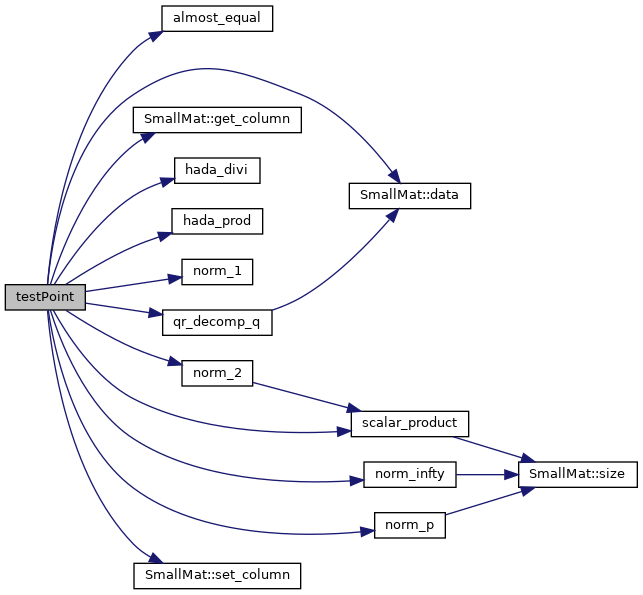 almost_equal
SmallMat::get_column
hada_divi
SmallMat::data
hada_prod
norm_1
testPoint
qr_decomp_q
norm_2
scalar_product
norm_infty
SmallMat::size
norm_p
SmallMat::set_column